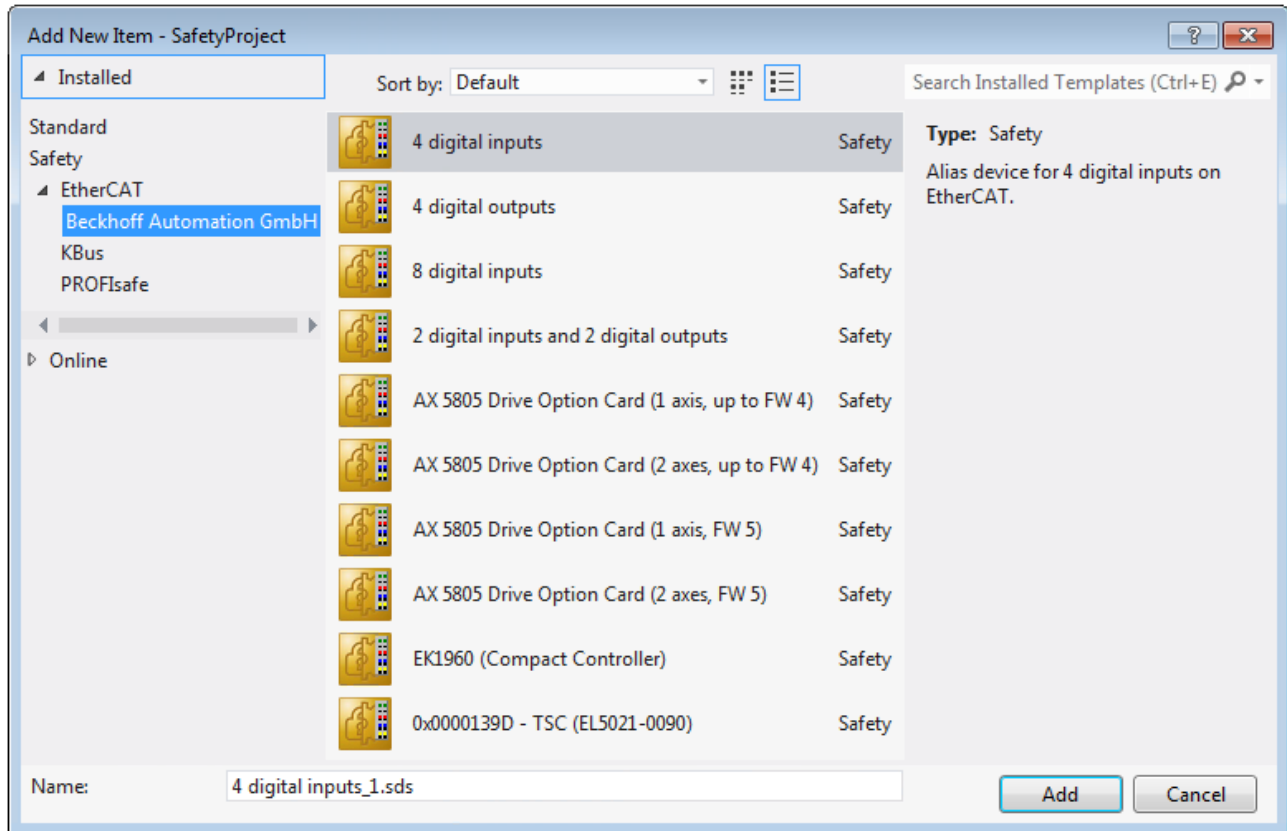 Add New Item - SafetyProject
Installed
Sort by: Default
Search Installed Templates (Ctrl+E)
Standard
Safety
EtherCAT
Beckhoff Automation GmbH
KBus
PROFIsafe
Online
4 digital inputs Safety
4 digital outputs Safety
8 digital inputs Safety
2 digital inputs and 2 digital outputs Safety
AX 5805 Drive Option Card (1 axis, up to FW 4) Safety
AX 5805 Drive Option Card (2 axes, up to FW 4) Safety
AX 5805 Drive Option Card (1 axis, FW 5) Safety
AX 5805 Drive Option Card (2 axes, FW 5) Safety
EK1960 (Compact Controller) Safety
0x0000139D - TSC (EL5021-0090) Safety
Type: Safety
Alias device for 4 digital inputs on
EtherCAT.
Name: 4 digital inputs_1.sds
Add Cancel